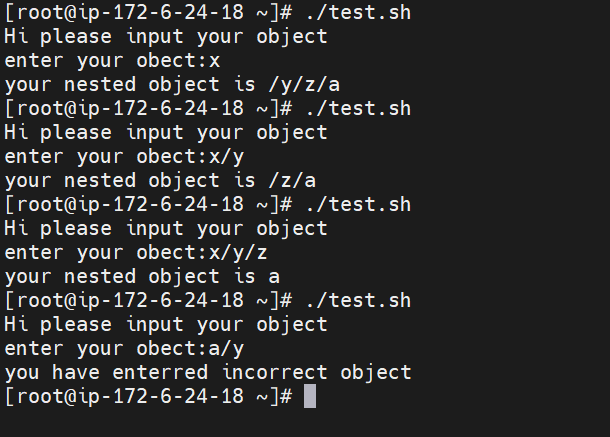 [root@ip-172-6-24-18 ~]# ./test.sh
Hi please input your object
enter your obect:x
your nested object is /y/z/a
[root@ip-172-6-24-18 ~]# ./test.sh
Hi please input your object
enter your obect:x/y
your nested object is /z/a
[root@ip-172-6-24-18 ~]# ./test.sh
Hi please input your object
enter your obect:x/y/z
your nested object is a
[root@ip-172-6-24-18 ~]# ./test.sh
Hi please input your object
enter your obect:a/y
you have enterred incorrect object
[root@ip-172-6-24-18 ~]#